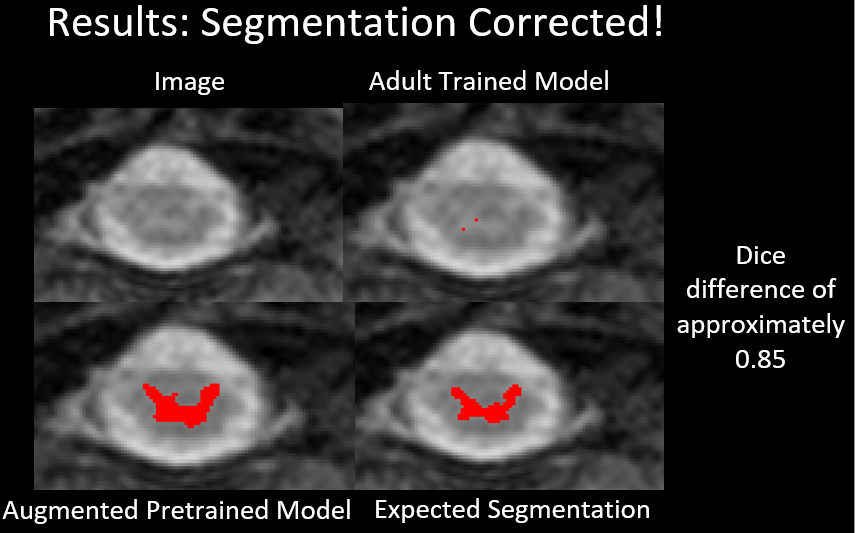 Results: Segmentation Corrected!
Image
Adult Trained Model
Dice
difference of
approximately
0.85
Augmented Pretrained Model
Expected Segmentation